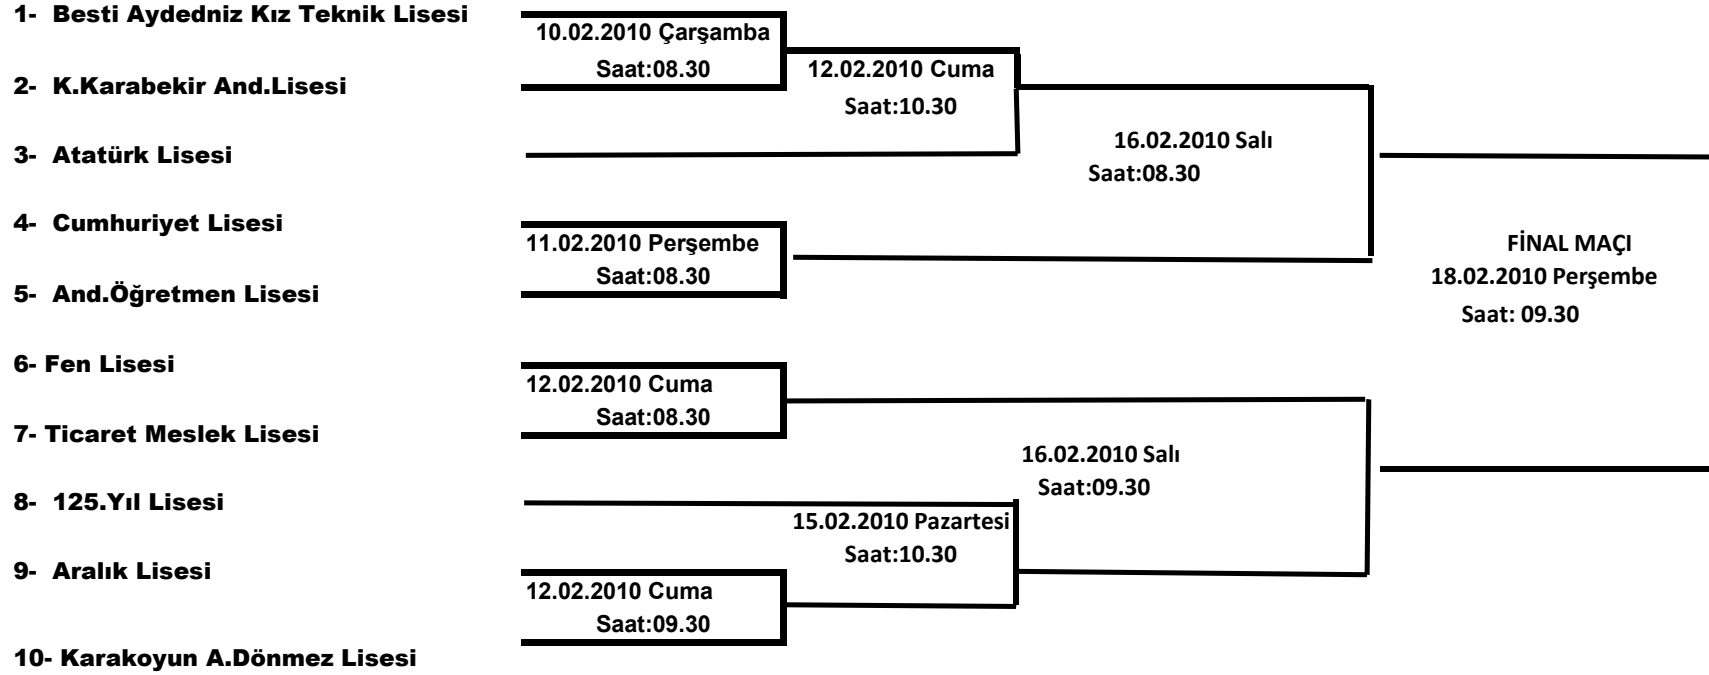 1- Besti Aydedniz Kız Teknik Lisesi
10.02.2010 Çarşamba
Saat:08.30
12.02.2010 Cuma
Saat:10.30
2- K.Karabekir And.Lisesi
16.02.2010 Salı
Saat:08.30
3- Atatürk Lisesi
4- Cumhuriyet Lisesi
11.02.2010 Perşembe
Saat:08.30
FİNAL MAÇI
18.02.2010 Perşembe
Saat: 09.30
5- And.Öğretmen Lisesi
6- Fen Lisesi
12.02.2010 Cuma
Saat:08.30
7- Ticaret Meslek Lisesi
16.02.2010 Salı
Saat:09.30
8- 125.Yıl Lisesi
15.02.2010 Pazartesi
Saat:10.30
9- Aralık Lisesi
12.02.2010 Cuma
Saat:09.30
10- Karakoyun A.Dönmez Lisesi